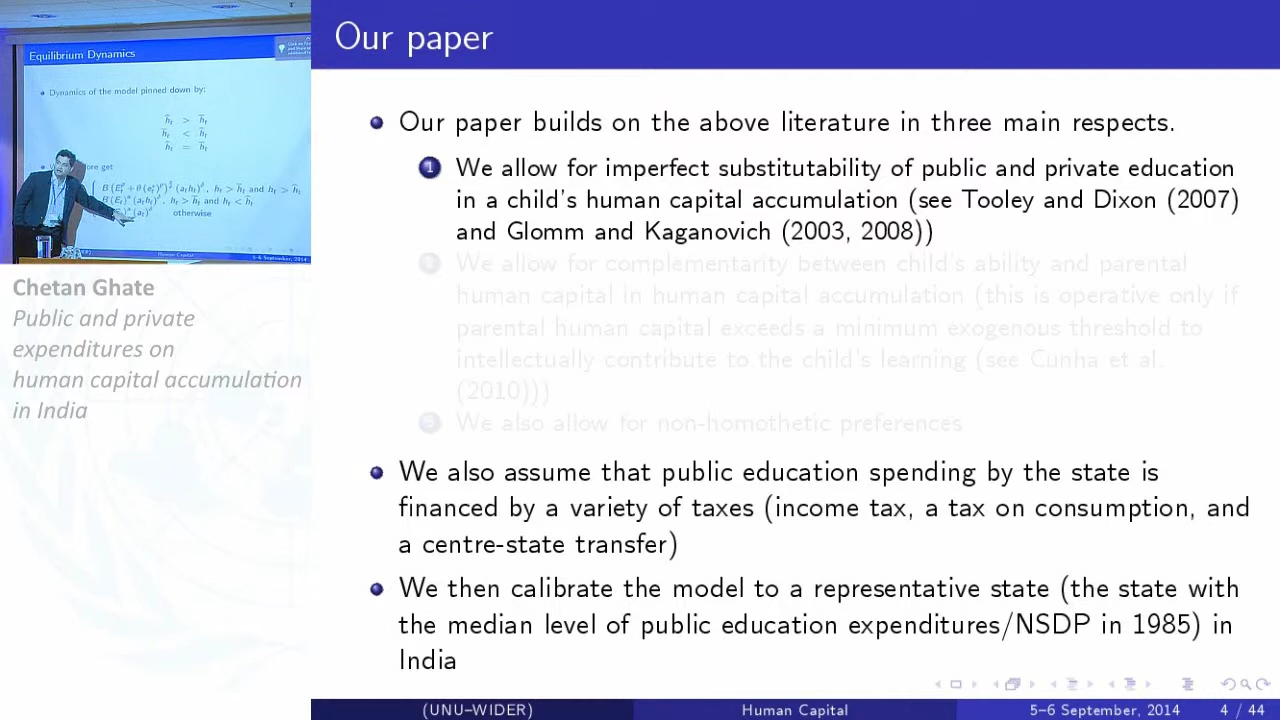 Equilibrium Dynamics
Dynamics of the model pinned down by:
otherwise
Human Capital
5-6 September, 2014
Chetan Ghate
Public and private
expenditures on
human capital accumulation
in India
Our paper
• Our paper builds on the above literature in three main respects.
1 We allow for imperfect substitutability of public and private education
in a child's human capital accumulation (see Tooley and Dixon (2007)
and Glomm and Kaganovich (2003, 2008))
2 We allow for complementarity between child's ability and parental
human capital in human capital accumulation (this is operative only if
parental human capital exceeds a minimum exogenous threshold to
intellectually contribute to the child's learning (see Cunha et al.
(2010)))
3 We also allow for non-homothetic preferences
• We also assume that public education spending by the state is
financed by a variety of taxes (income tax, a tax on consumption, and
a centre-state transfer)
• We then calibrate the model to a representative state (the state with
the median level of public education expenditures/NSDP in 1985) in
India
(UNU–WIDER)
Human Capital
5–6 September, 2014
4 / 44